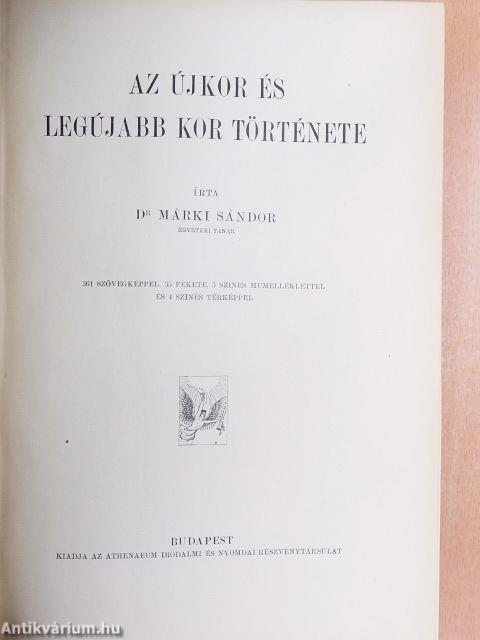 AZ ÚJKOR ÉS
LEGÚJABB KOR TÖRTÉNETE
ÍRTA
DR MÁRKI SÁNDOR
EGYETEMI TANÁR
361 SZÖVEGKÉPPEL, 35 FEKETE, 5 SZINES MŰMELLÉKLETTEL
ÉS 4 SZINES TÉRKÉPPEL
BUDAPEST
KIADJA AZ ATHENAEUM IRODALMI ÉS NYOMDAI RÉSZVÉNYTÁRSULAT
Antikvárium.hu